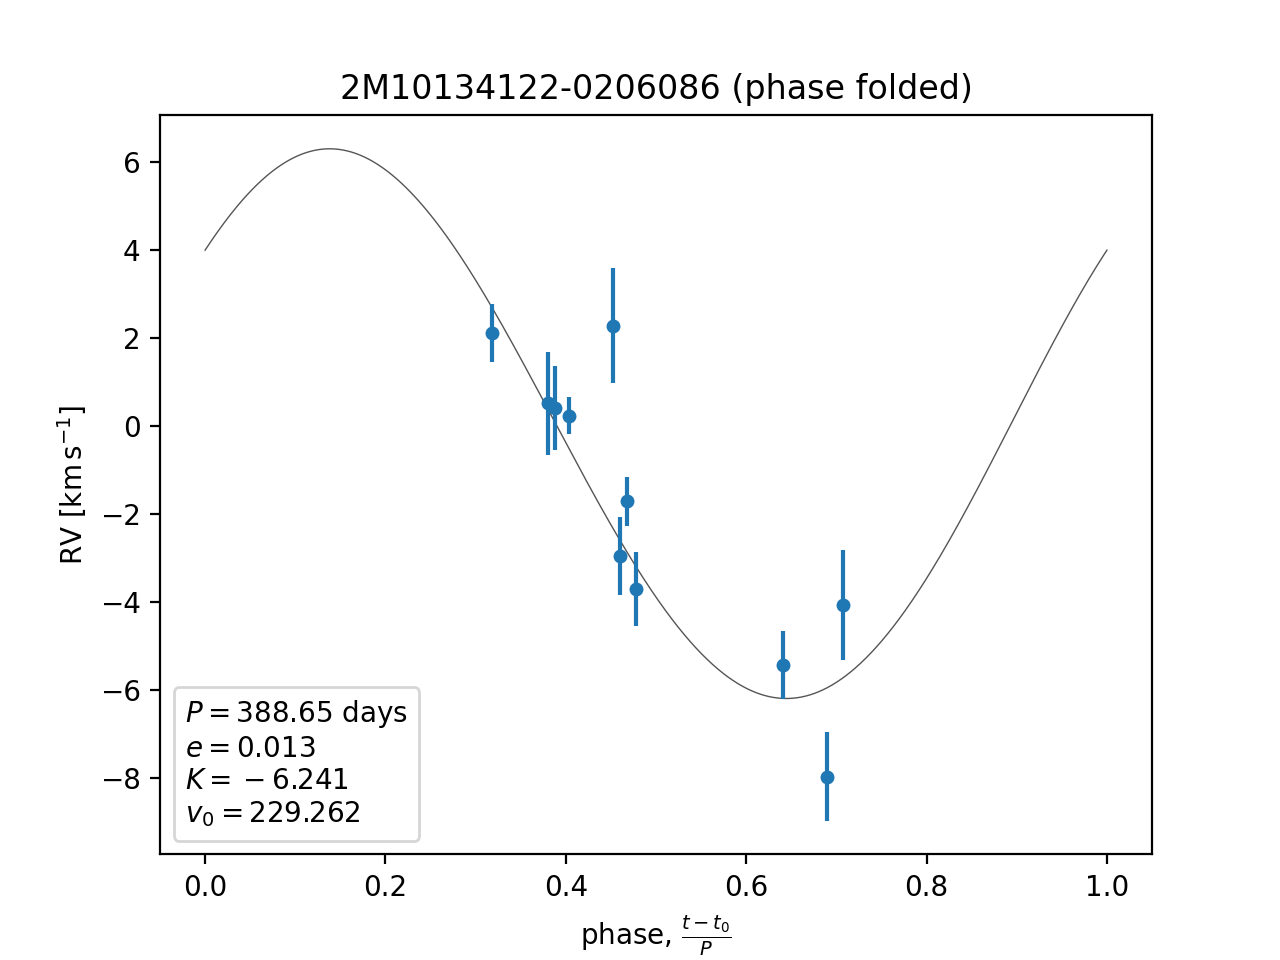 2M10134122-0206086 (phase folded)
RV [km s⁻¹]
6
4
2
0
−2
−4
−6
−8
P = 388.65 days
e = 0.013
K = −6.241
v₀ = 229.262
0.0 0.2 0.4 0.6 0.8 1.0
phase, (t − t₀)/P